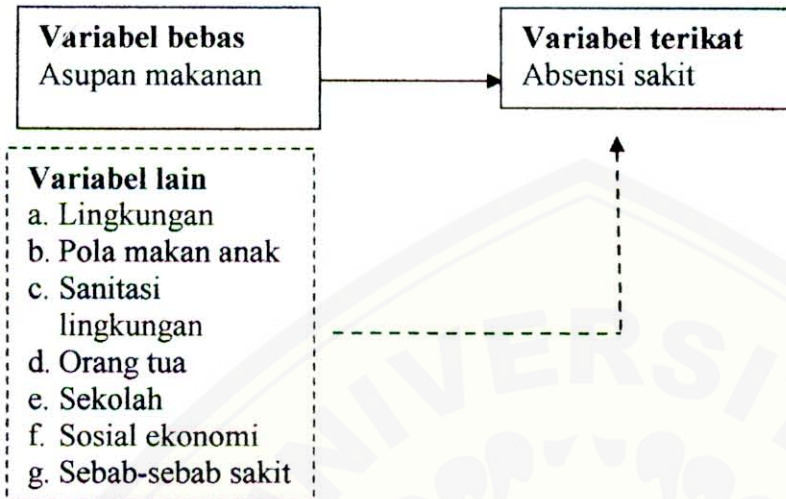 Variabel bebas
Asupan makanan
Variabel terikat
Absensi sakit
Variabel lain
a. Lingkungan
b. Pola makan anak
c. Sanitasi
lingkungan
d. Orang tua
e. Sekolah
f. Sosial ekonomi
g. Sebab-sebab sakit